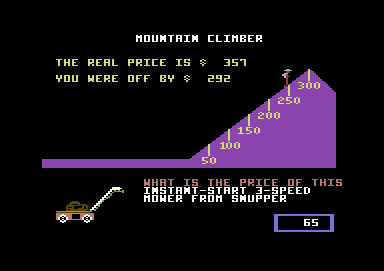 MOUNTAIN CLIMBER
THE REAL PRICE IS $ 357
YOU WERE OFF BY $ 292
300
250
200
150
100
50
WHAT IS THE PRICE OF THIS
INSTANT-START 3-SPEED
MOWER FROM SNUPPER
65